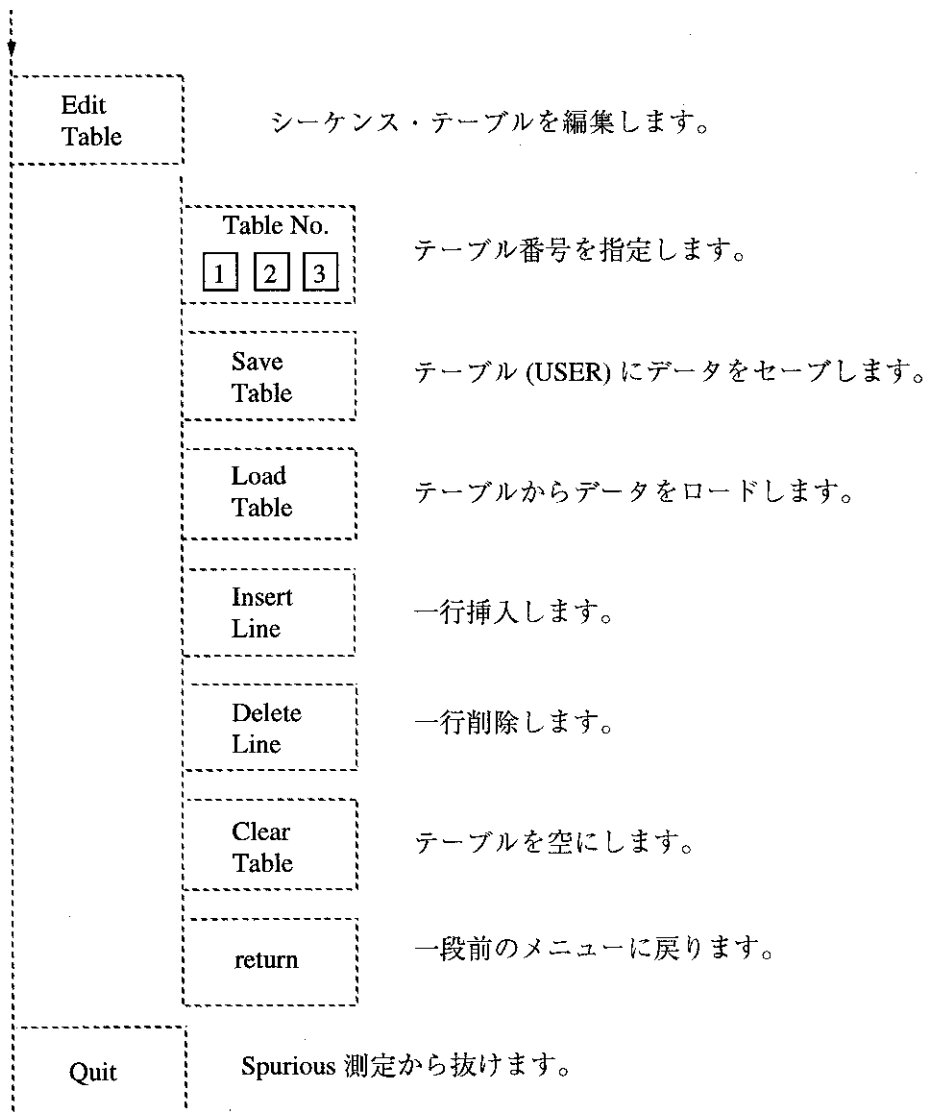 Edit
Table
シーケンス・テーブルを編集します。
Table No.
1 2 3
テーブル番号を指定します。
Save
Table
テーブル (USER) にデータをセーブします。
Load
Table
テーブルからデータをロードします。
Insert
Line
一行挿入します。
Delete
Line
一行削除します。
Clear
Table
テーブルを空にします。
return
一段前のメニューに戻ります。
Quit
Spurious 測定から抜けます。